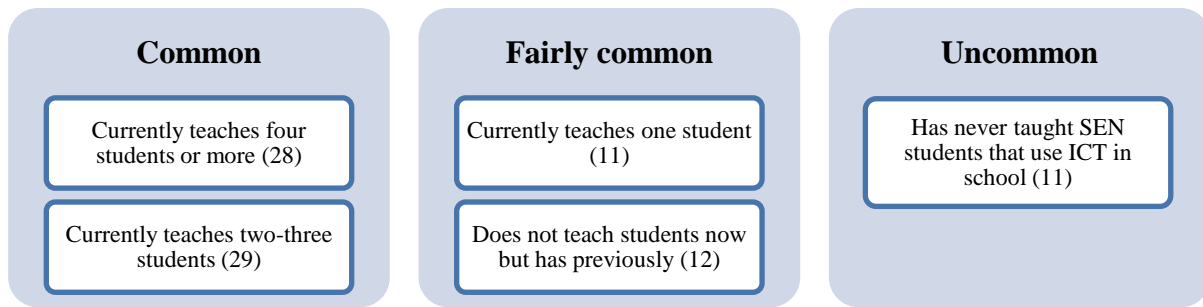 Common
Currently teaches four
students or more (28)
Currently teaches two-three
students (29)
Fairly common
Currently teaches one student
(11)
Does not teach students now
but has previously (12)
Uncommon
Has never taught SEN
students that use ICT in
school (11)